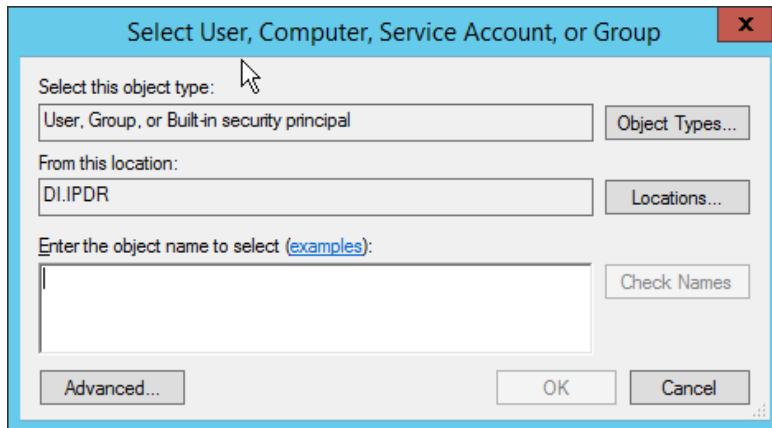 Select User, Computer, Service Account, or Group
x
Select this object type:
User, Group, or Built-in security principal
Object Types...
From this location:
DI.IPDR
Locations...
Enter the object name to select (examples):
Check Names
Advanced...
OK
Cancel